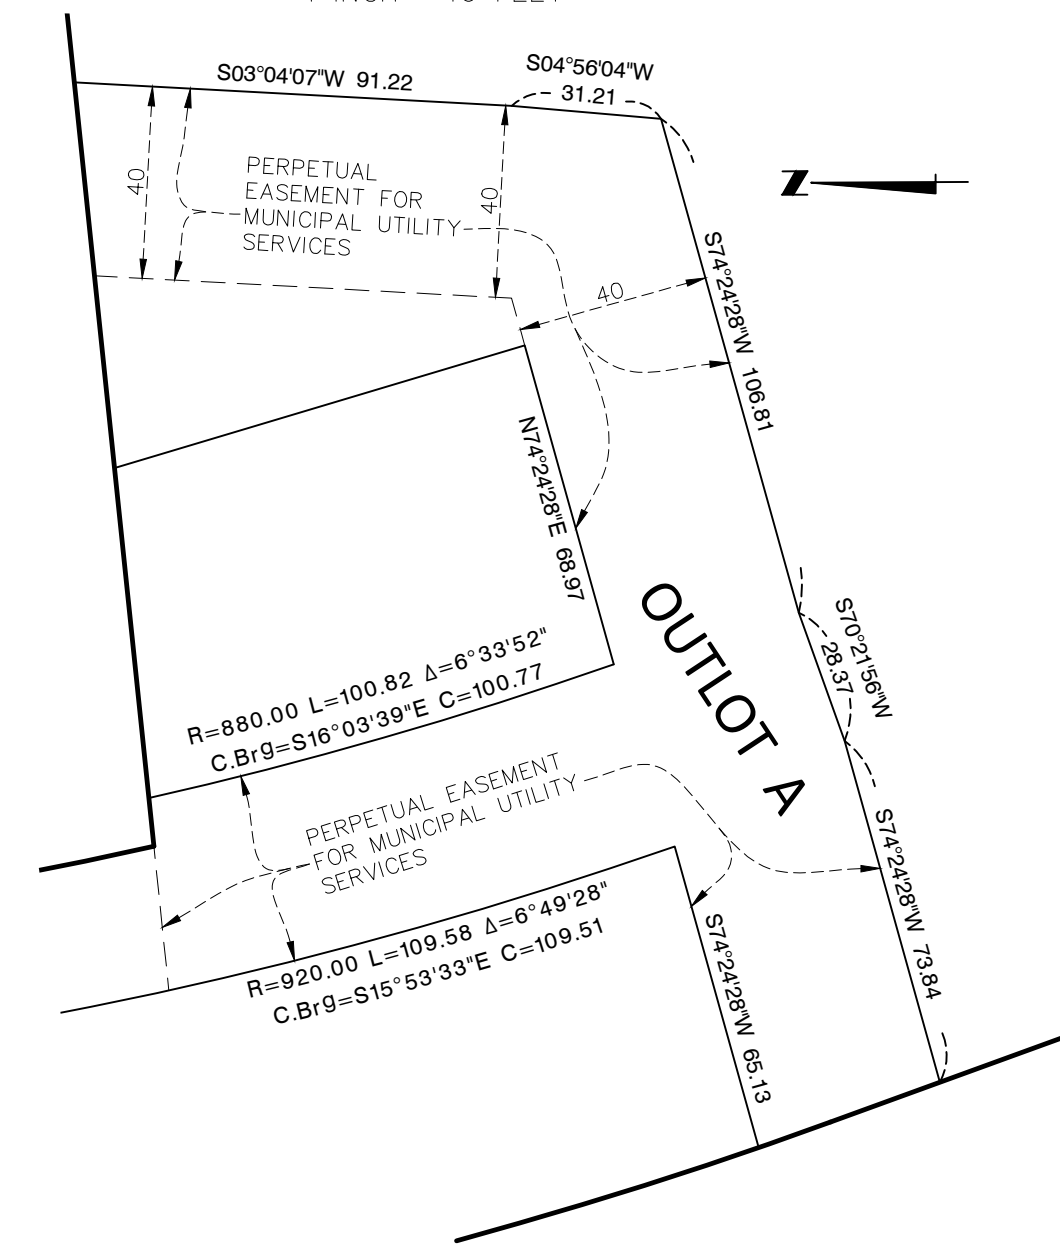 S03°04'07"W 91.22
S04°56'04"W
31.21
40
PERPETUAL
EASEMENT FOR
MUNICIPAL UTILITY
SERVICES
40
Z
40
S74°24'28"W 106.81
N74°24'28"E 68.97
OUTLOT A
S70°21'56"W
28.37
R=880.00 L=100.82 Δ=6°33'52"
C.Brg=S16°03'39"E C=100.77
PERPETUAL EASEMENT
FOR MUNICIPAL UTILITY
SERVICES
S74°24'28"W 73.84
R=920.00 L=109.58 Δ=6°49'28"
C.Brg=S15°53'33"E C=109.51
S74°24'28"W 65.13